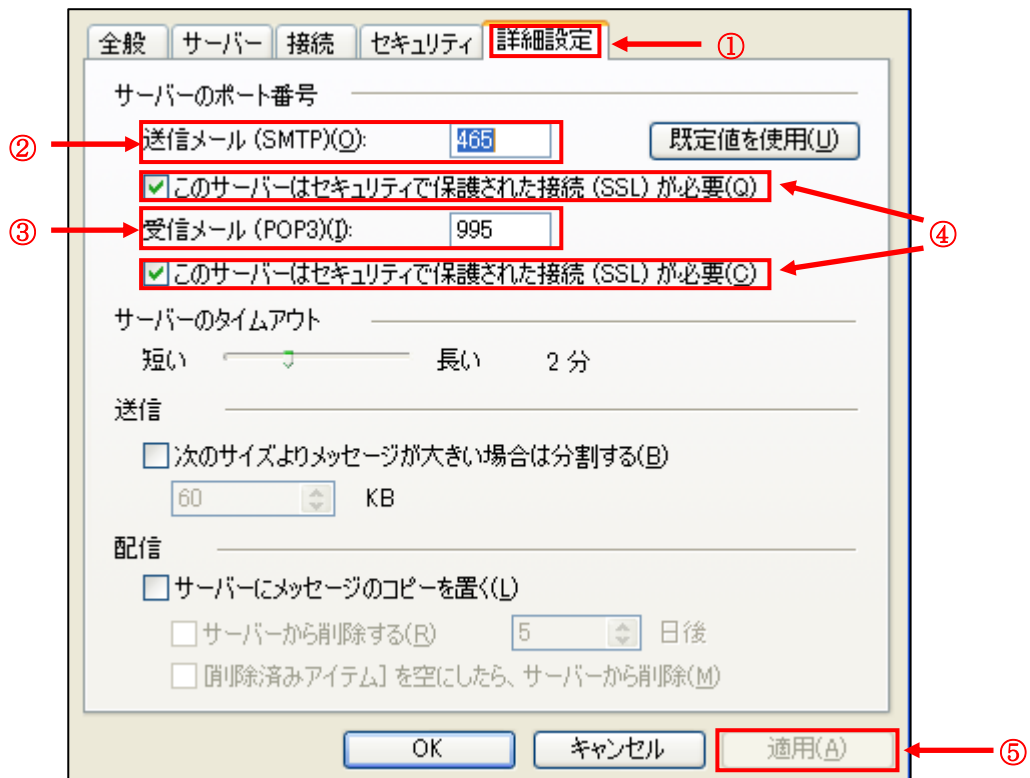 全般 サーバー 接続 セキュリティ 詳細設定 ①
サーバーのポート番号
② 送信メール (SMTP)(O): 465 既定値を使用(U)
このサーバーはセキュリティで保護された接続 (SSL) が必要(Q)
③ 受信メール (POP3)(I): 995 ④
このサーバーはセキュリティで保護された接続 (SSL) が必要(C)
サーバーのタイムアウト
短い 長い 2 分
送信
次のサイズよりメッセージが大きい場合は分割する(B)
60 KB
配信
サーバーにメッセージのコピーを置く(L)
サーバーから削除する(R) 5 日後
[削除済みアイテム] を空にしたら、サーバーから削除(M)
OK キャンセル 適用(A) ⑤